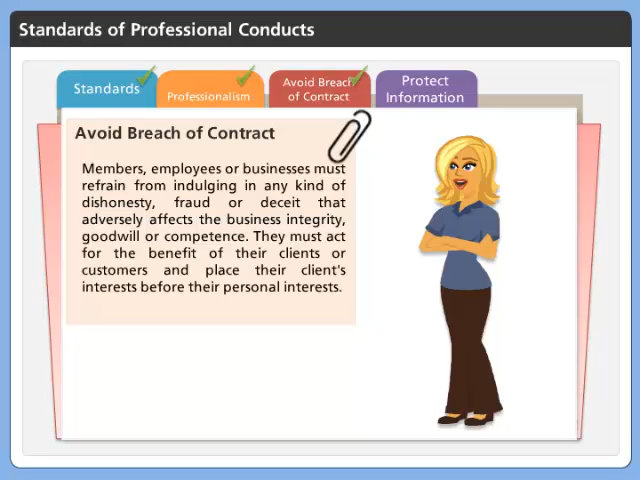 Standards of Professional Conducts
Standards
Professionalism
Avoid Breach
of Contract
Protect
Information
Avoid Breach of Contract
Members, employees or businesses must
refrain from indulging in any kind of
dishonesty, fraud or deceit that
adversely affects the business integrity,
goodwill or competence. They must act
for the benefit of their clients or
customers and place their client's
interests before their personal interests.